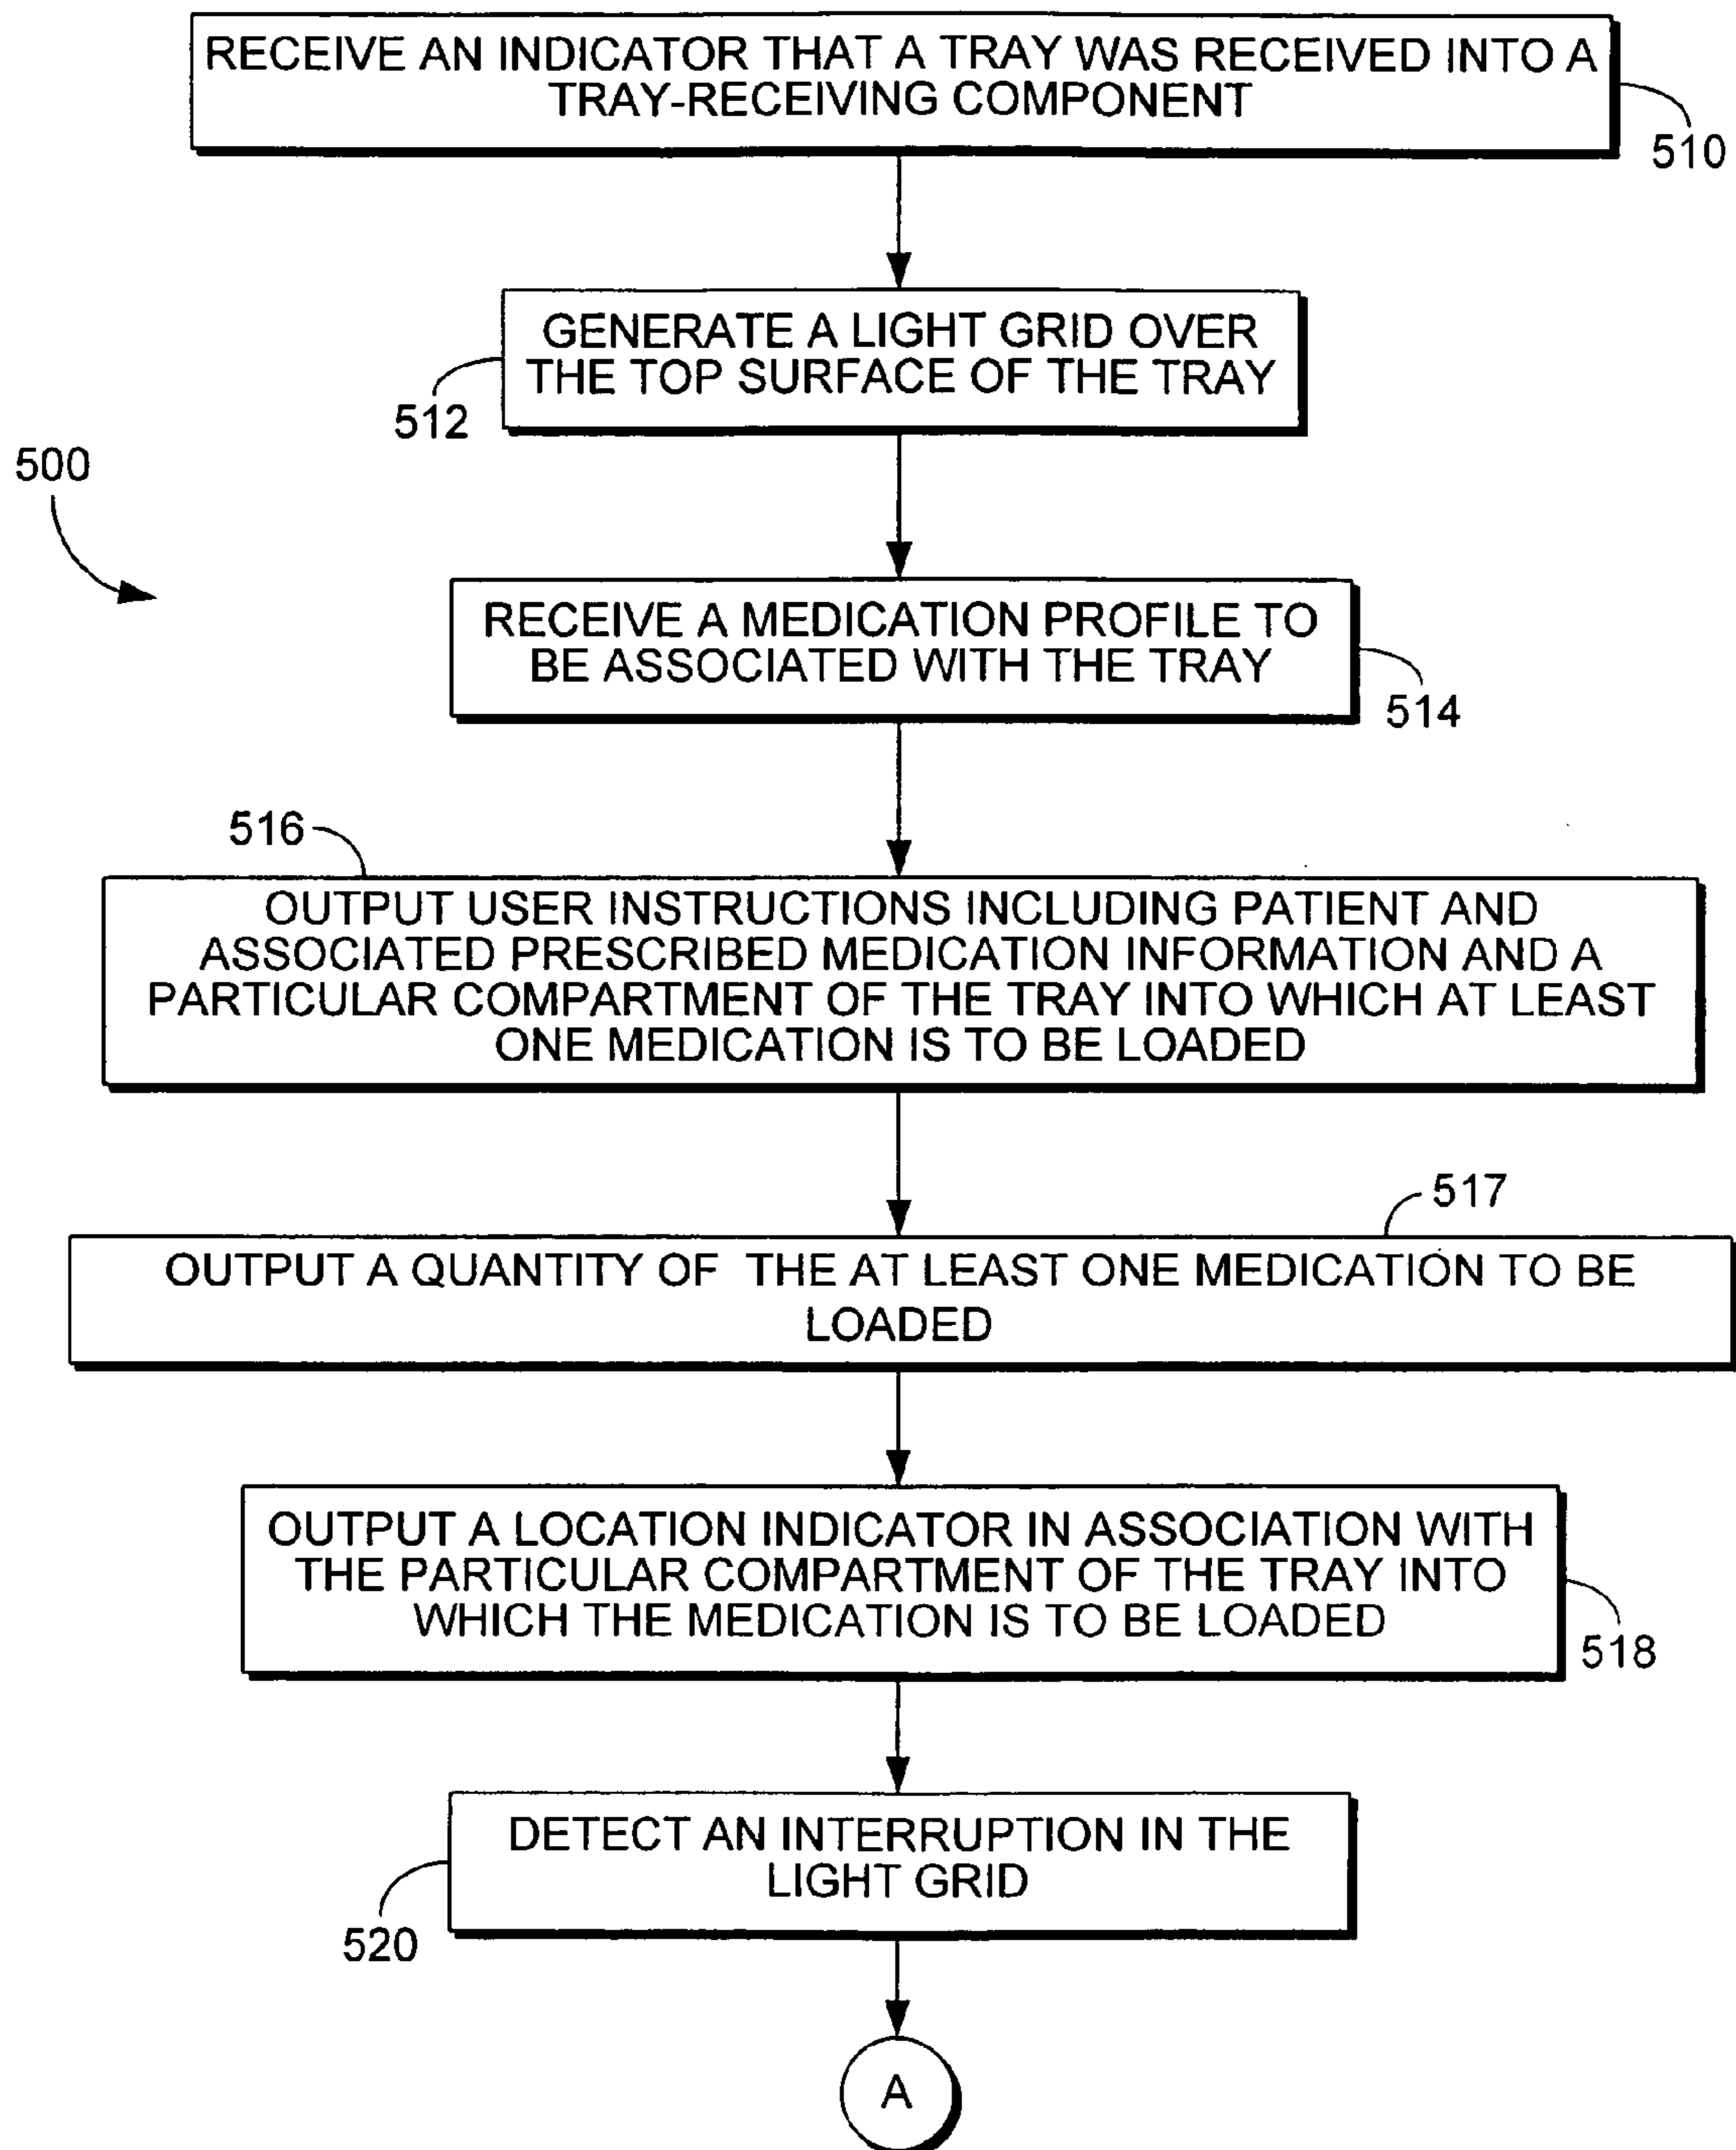 RECEIVE AN INDICATOR THAT A TRAY WAS RECEIVED INTO A
TRAY-RECEIVING COMPONENT
510
GENERATE A LIGHT GRID OVER
THE TOP SURFACE OF THE TRAY
512
500
RECEIVE A MEDICATION PROFILE TO
BE ASSOCIATED WITH THE TRAY
514
516
OUTPUT USER INSTRUCTIONS INCLUDING PATIENT AND
ASSOCIATED PRESCRIBED MEDICATION INFORMATION AND A
PARTICULAR COMPARTMENT OF THE TRAY INTO WHICH AT LEAST
ONE MEDICATION IS TO BE LOADED
517
OUTPUT A QUANTITY OF THE AT LEAST ONE MEDICATION TO BE
LOADED
OUTPUT A LOCATION INDICATOR IN ASSOCIATION WITH
THE PARTICULAR COMPARTMENT OF THE TRAY INTO
WHICH THE MEDICATION IS TO BE LOADED
518
DETECT AN INTERRUPTION IN THE
LIGHT GRID
520
A